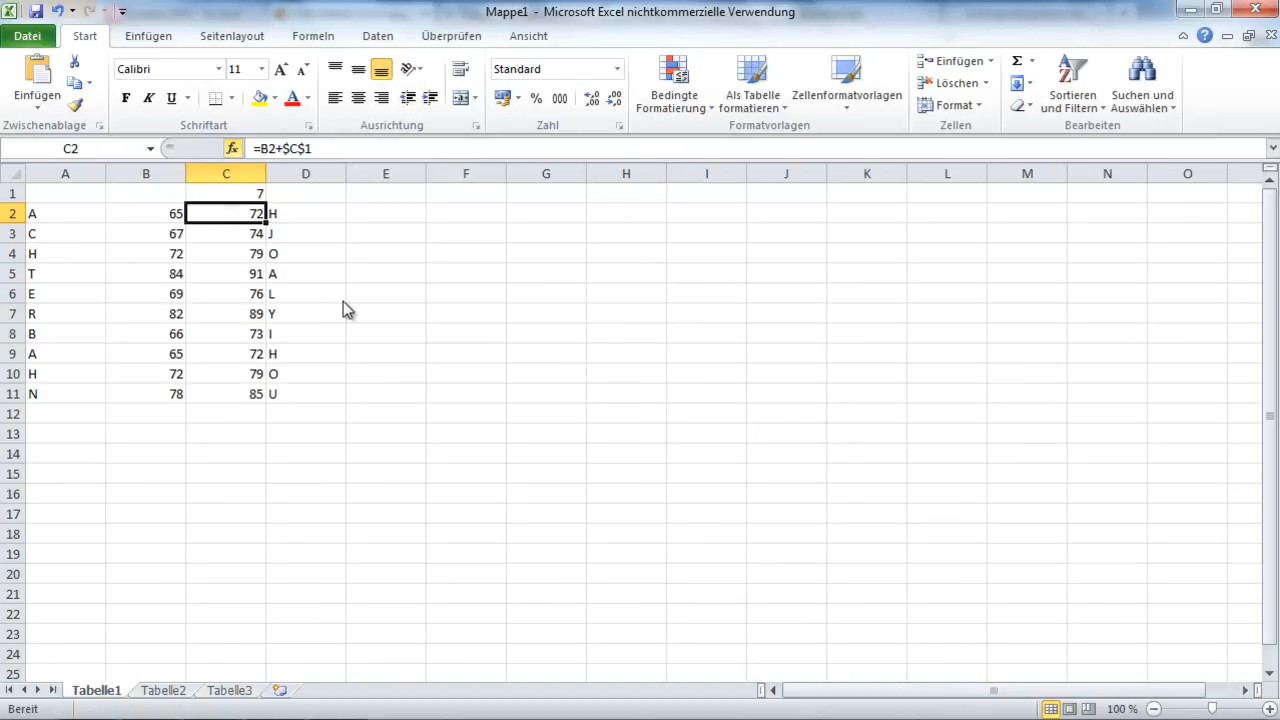 Mappe1 - Microsoft Excel nichtkommerzielle Verwendung
Datei Start Einfügen Seitenlayout Formeln Daten Überprüfen Ansicht
Calibri 11 Standard Einfügen Σ
Löschen
Einfügen Bedingte Als Tabelle Zellenformatvorlagen Sortieren Suchen und
F K U % 000 Formatierung formatieren Format und Filtern Auswählen
Zwischenablage Schriftart Ausrichtung Zahl Formatvorlagen Zellen Bearbeiten
C2 fx =B2+$C$1
A B C D E F G H I J K L M N O
1 7
2 A 65 72 H
3 C 67 74 J
4 H 72 79 O
5 T 84 91 A
6 E 69 76 L
7 R 82 89 Y
8 B 66 73 I
9 A 65 72 H
10 H 72 79 O
11 N 78 85 U
12
13
14
15
16
17
18
19
20
21
22
23
24
25
Tabelle1 Tabelle2 Tabelle3
Bereit 100 %